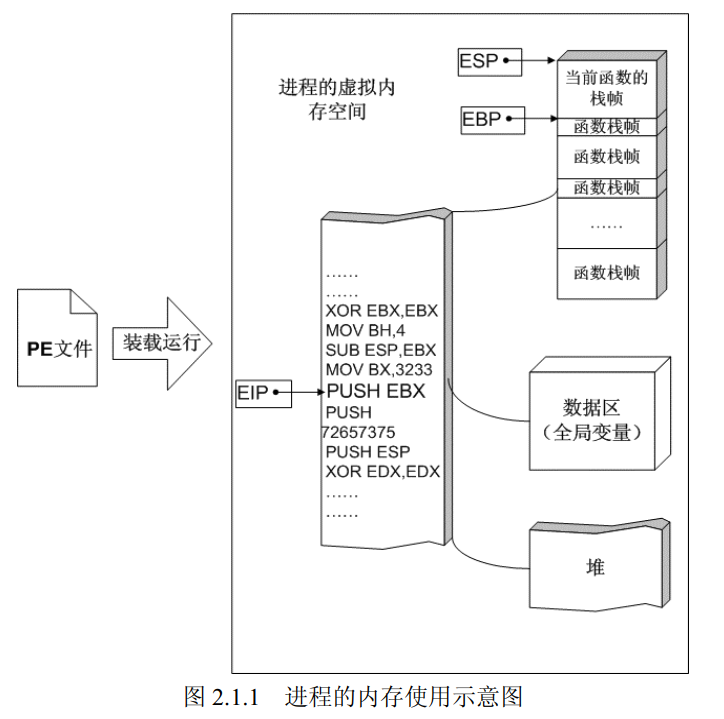 进程的虚拟内
存空间
ESP
当前函数的
栈帧
EBP
函数栈帧
函数栈帧
函数栈帧
……
函数栈帧
PE文件
装载运行
EIP
……
……
XOR EBX,EBX
MOV BH,4
SUB ESP,EBX
MOV BX,3233
PUSH EBX
PUSH
72657375
PUSH ESP
XOR EDX,EDX
……
……
数据区
（全局变量）
堆
图 2.1.1 进程的内存使用示意图